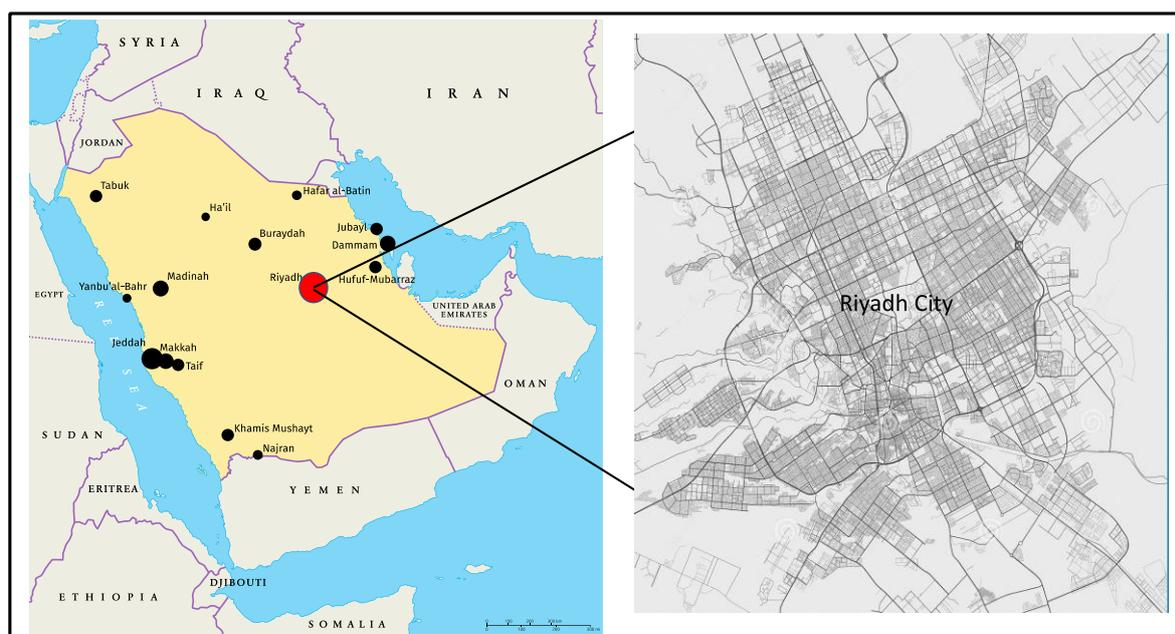 SYRIA
IRAQ
IRAN
JORDAN
Tabuk
Hafar al-Batin
Ha'il
Jubayl
Buraydah
Dammam
Madinah
Riyadh
Hufuf-Mubarraz
Yanbu'al-Bahr
EGYPT
RED SEA
UNITED ARAB
EMIRATES
Jeddah
Makkah
Taif
OMAN
Khamis Mushayt
SUDAN
Najran
ERITREA
YEMEN
DJIBOUTI
ETHIOPIA
SOMALIA
Riyadh City